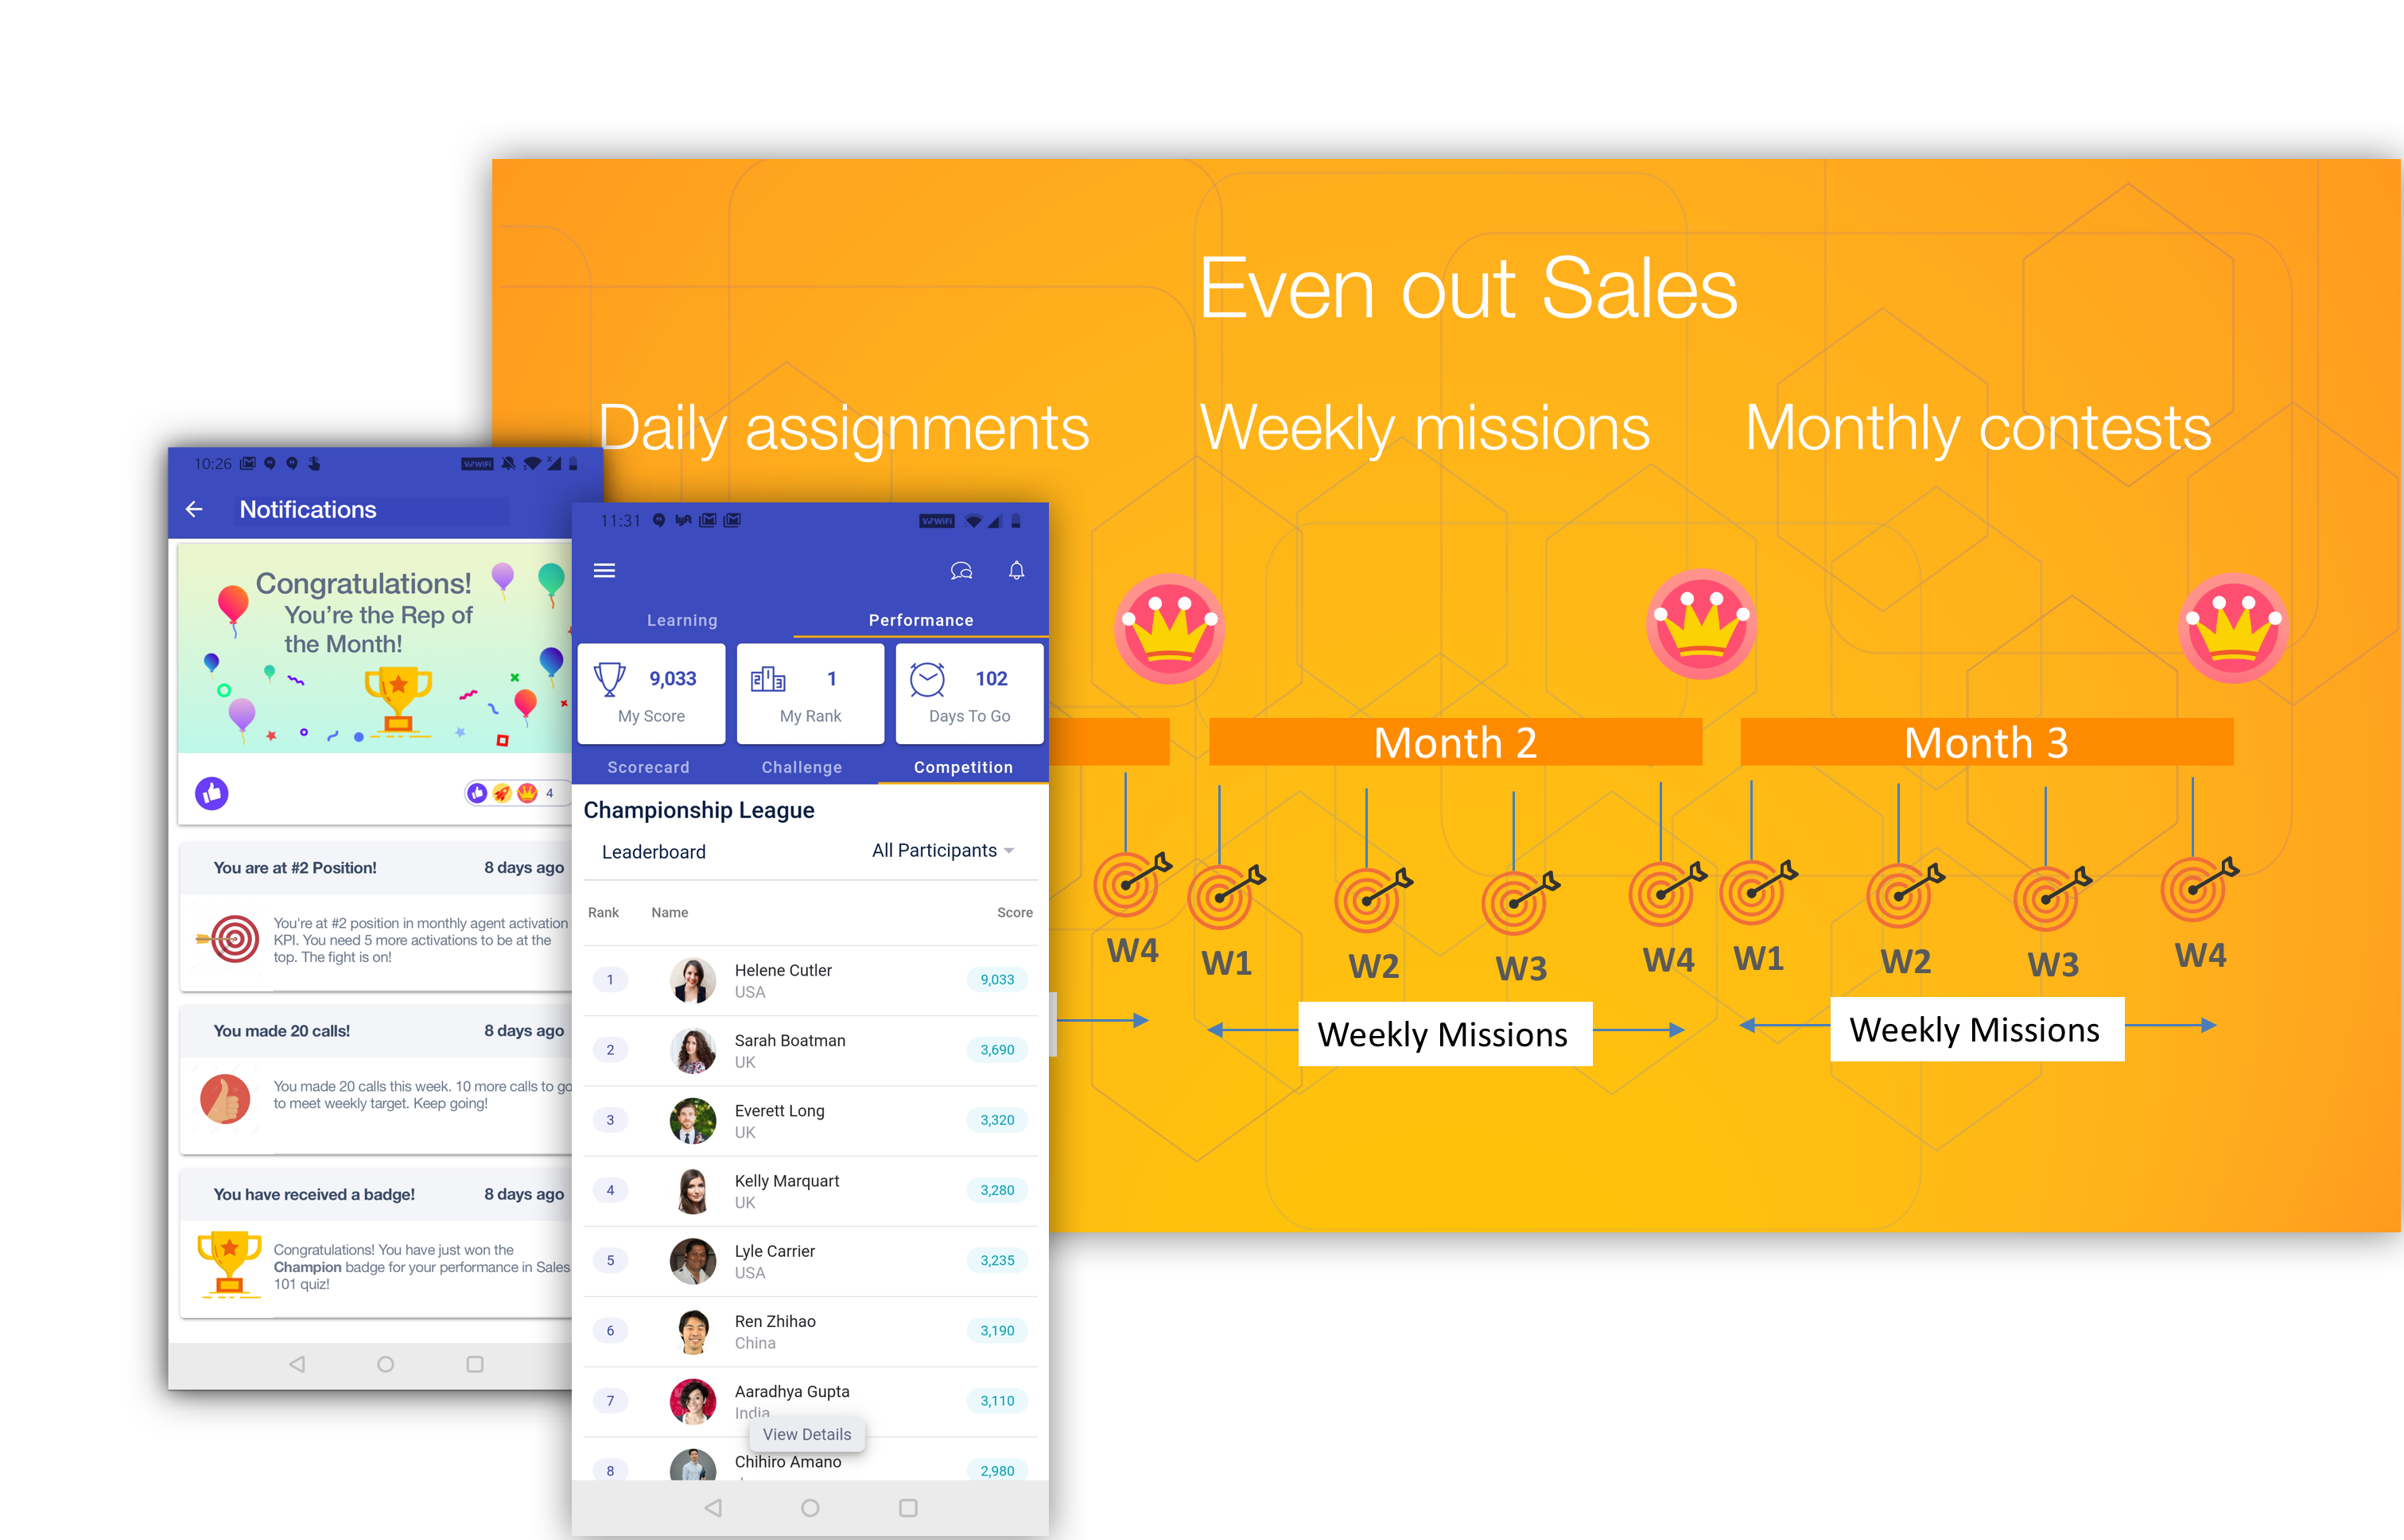 Even out Sales
Daily assignments
Weekly missions
Monthly contests
Month 2
Month 3
W4
W1
W2
W3
W4
W1
W2
W3
W4
Weekly Missions
Weekly Missions
10:26
VoWiFi
X
Notifications
Congratulations!
You're the Rep of
the Month!
4
You are at #2 Position! 8 days ago
You're at #2 position in monthly agent activation
KPI. You need 5 more activations to be at the
top. The fight is on!
You made 20 calls! 8 days ago
You made 20 calls this week. 10 more calls to go
to meet weekly target. Keep going!
You have received a badge! 8 days ago
Congratulations! You have just won the
Champion badge for your performance in Sales
101 quiz!
11:31 lyft
VoWiFi
Learning Performance
9,033
My Score
2 1 3
1
My Rank
102
Days To Go
Scorecard Challenge Competition
Championship League
Leaderboard All Participants
Rank Name Score
1 Helene Cutler 9,033
USA
2 Sarah Boatman 3,690
UK
3 Everett Long 3,320
UK
4 Kelly Marquart 3,280
UK
5 Lyle Carrier 3,235
USA
6 Ren Zhihao 3,190
China
7 Aaradhya Gupta 3,110
India
View Details
8 Chihiro Amano 2,980